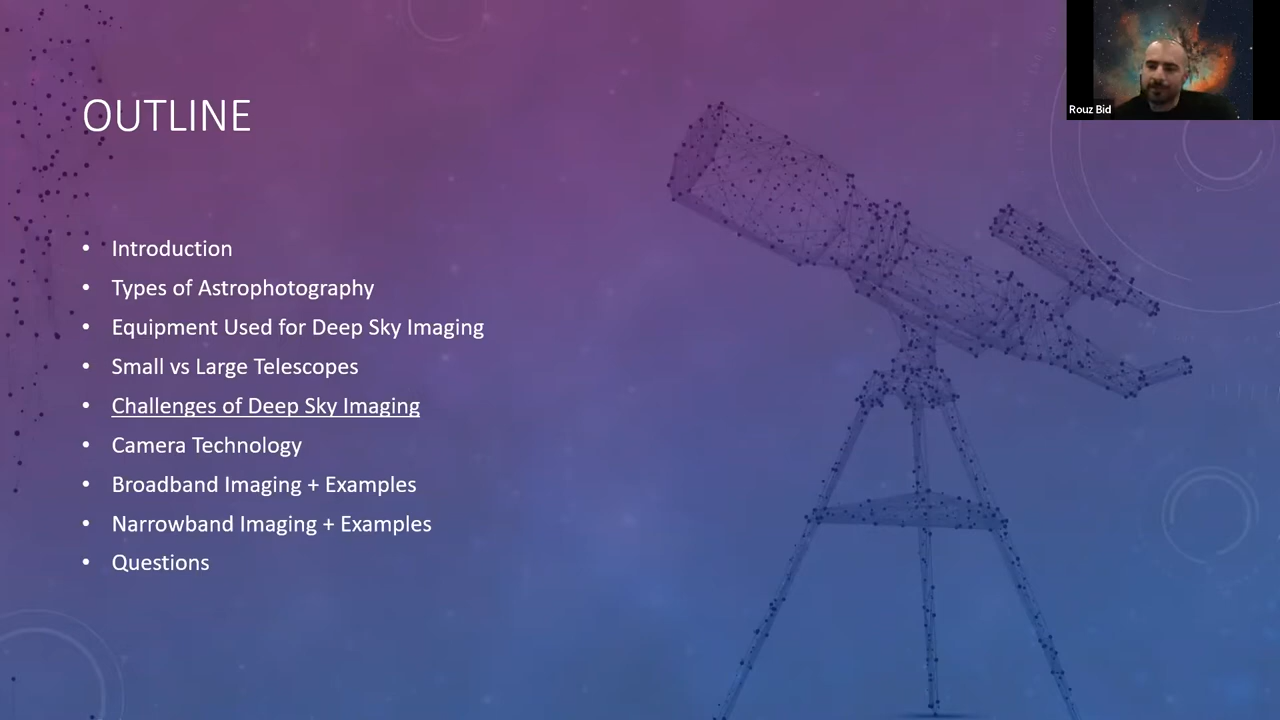 OUTLINE
Rouz Bid
• Introduction
• Types of Astrophotography
• Equipment Used for Deep Sky Imaging
• Small vs Large Telescopes
• Challenges of Deep Sky Imaging
• Camera Technology
• Broadband Imaging + Examples
• Narrowband Imaging + Examples
• Questions